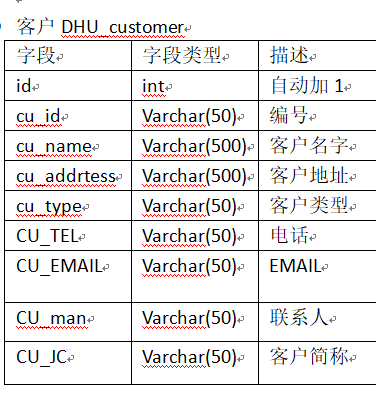 客户 DHU_customer
字段 字段类型 描述
id int 自动加 1
cu_id Varchar(50) 编号
cu_name Varchar(500) 客户名字
cu_addrtess Varchar(500) 客户地址
cu_type Varchar(50) 客户类型
CU_TEL Varchar(50) 电话
CU_EMAIL Varchar(50) EMAIL
CU_man Varchar(50) 联系人
CU_JC Varchar(50) 客户简称